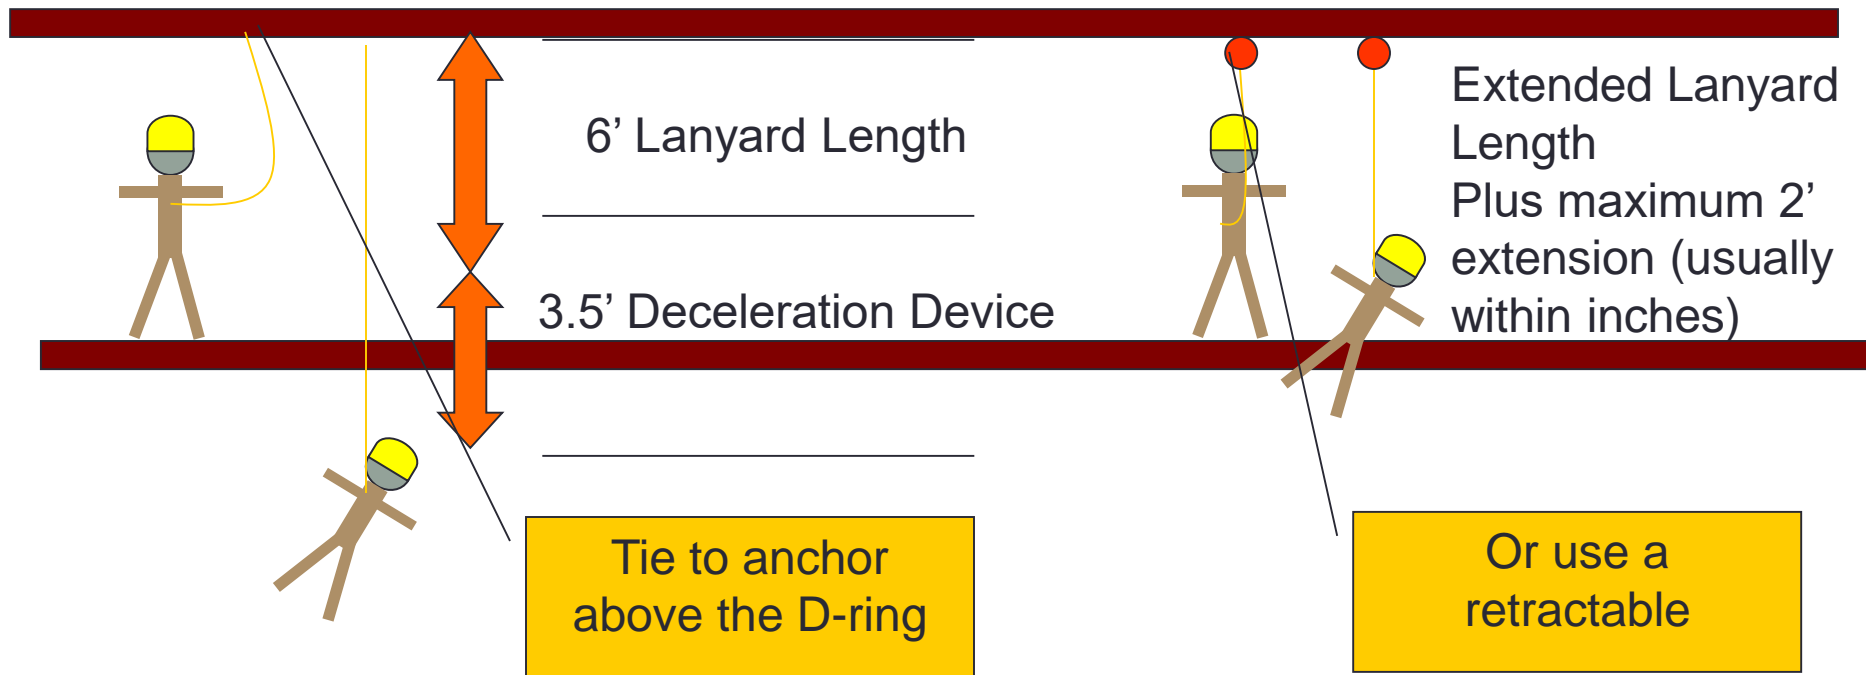 6’ Lanyard Length
3.5’ Deceleration Device
Tie to anchor
above the D-ring
Extended Lanyard
Length
Plus maximum 2’
extension (usually
within inches)
Or use a
retractable